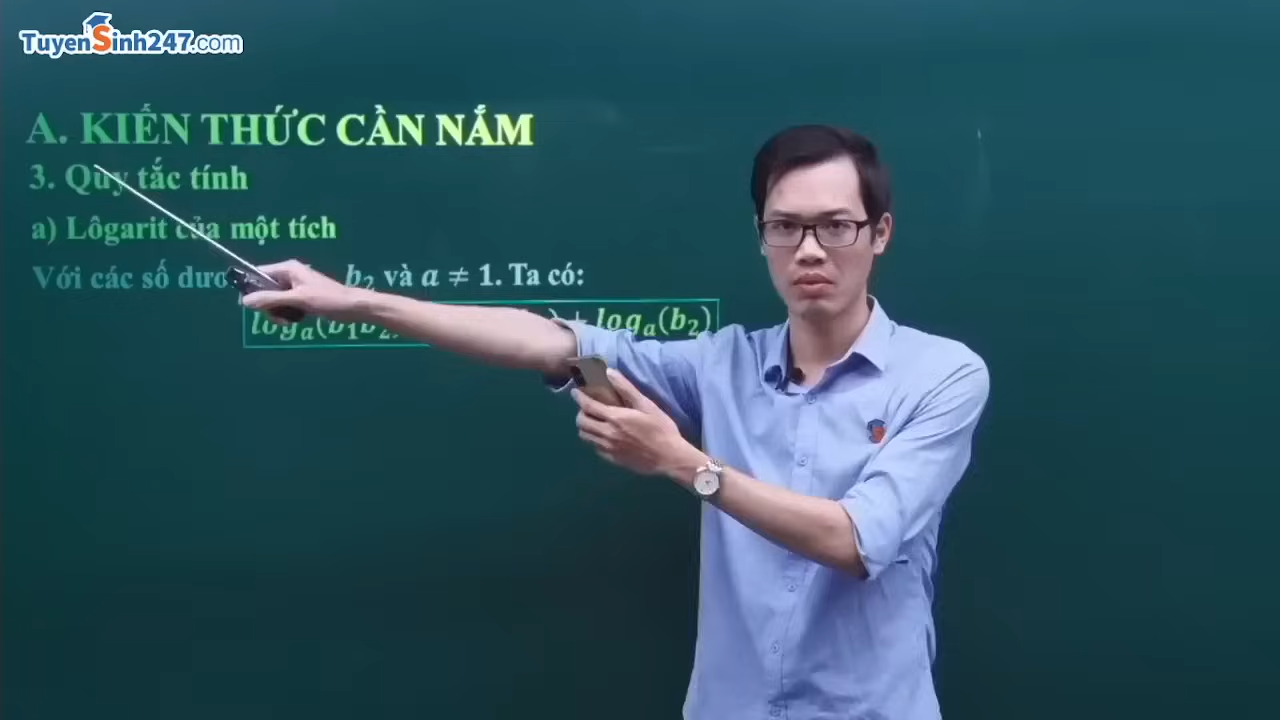 TuyenSinh247.com
A. KIẾN THỨC CẦN NẮM
3. Quy tắc tính
a) Lôgarit của một tích
Với các số b₂ và a ≠ 1. Ta có:
logₐ(b₁b₂) + logₐ(b₂)